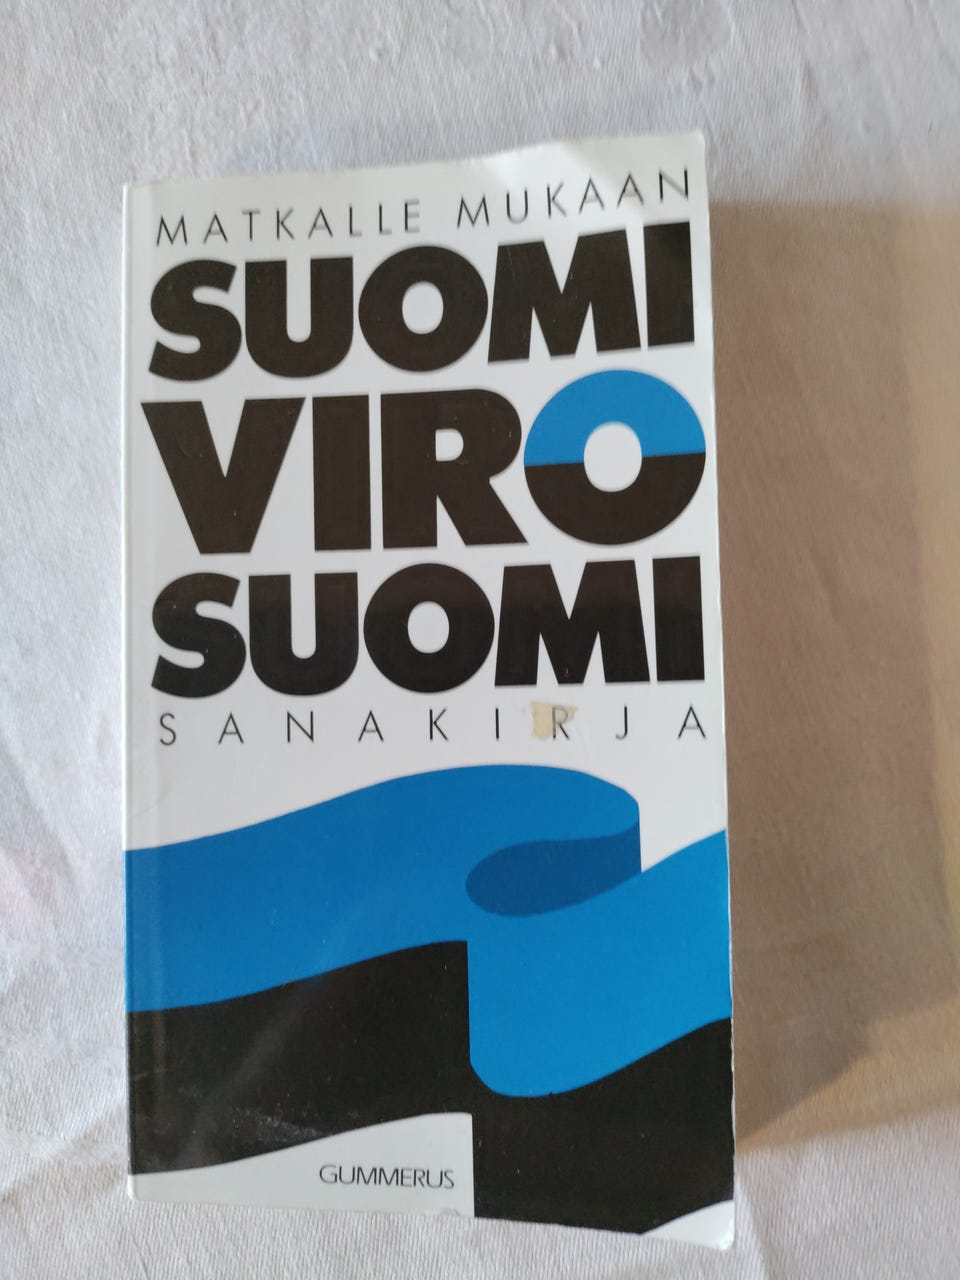 MATKALLE MUKAAN
SUOMI
VIRO
SUOMI
SANAKIRJA
GUMMERUS